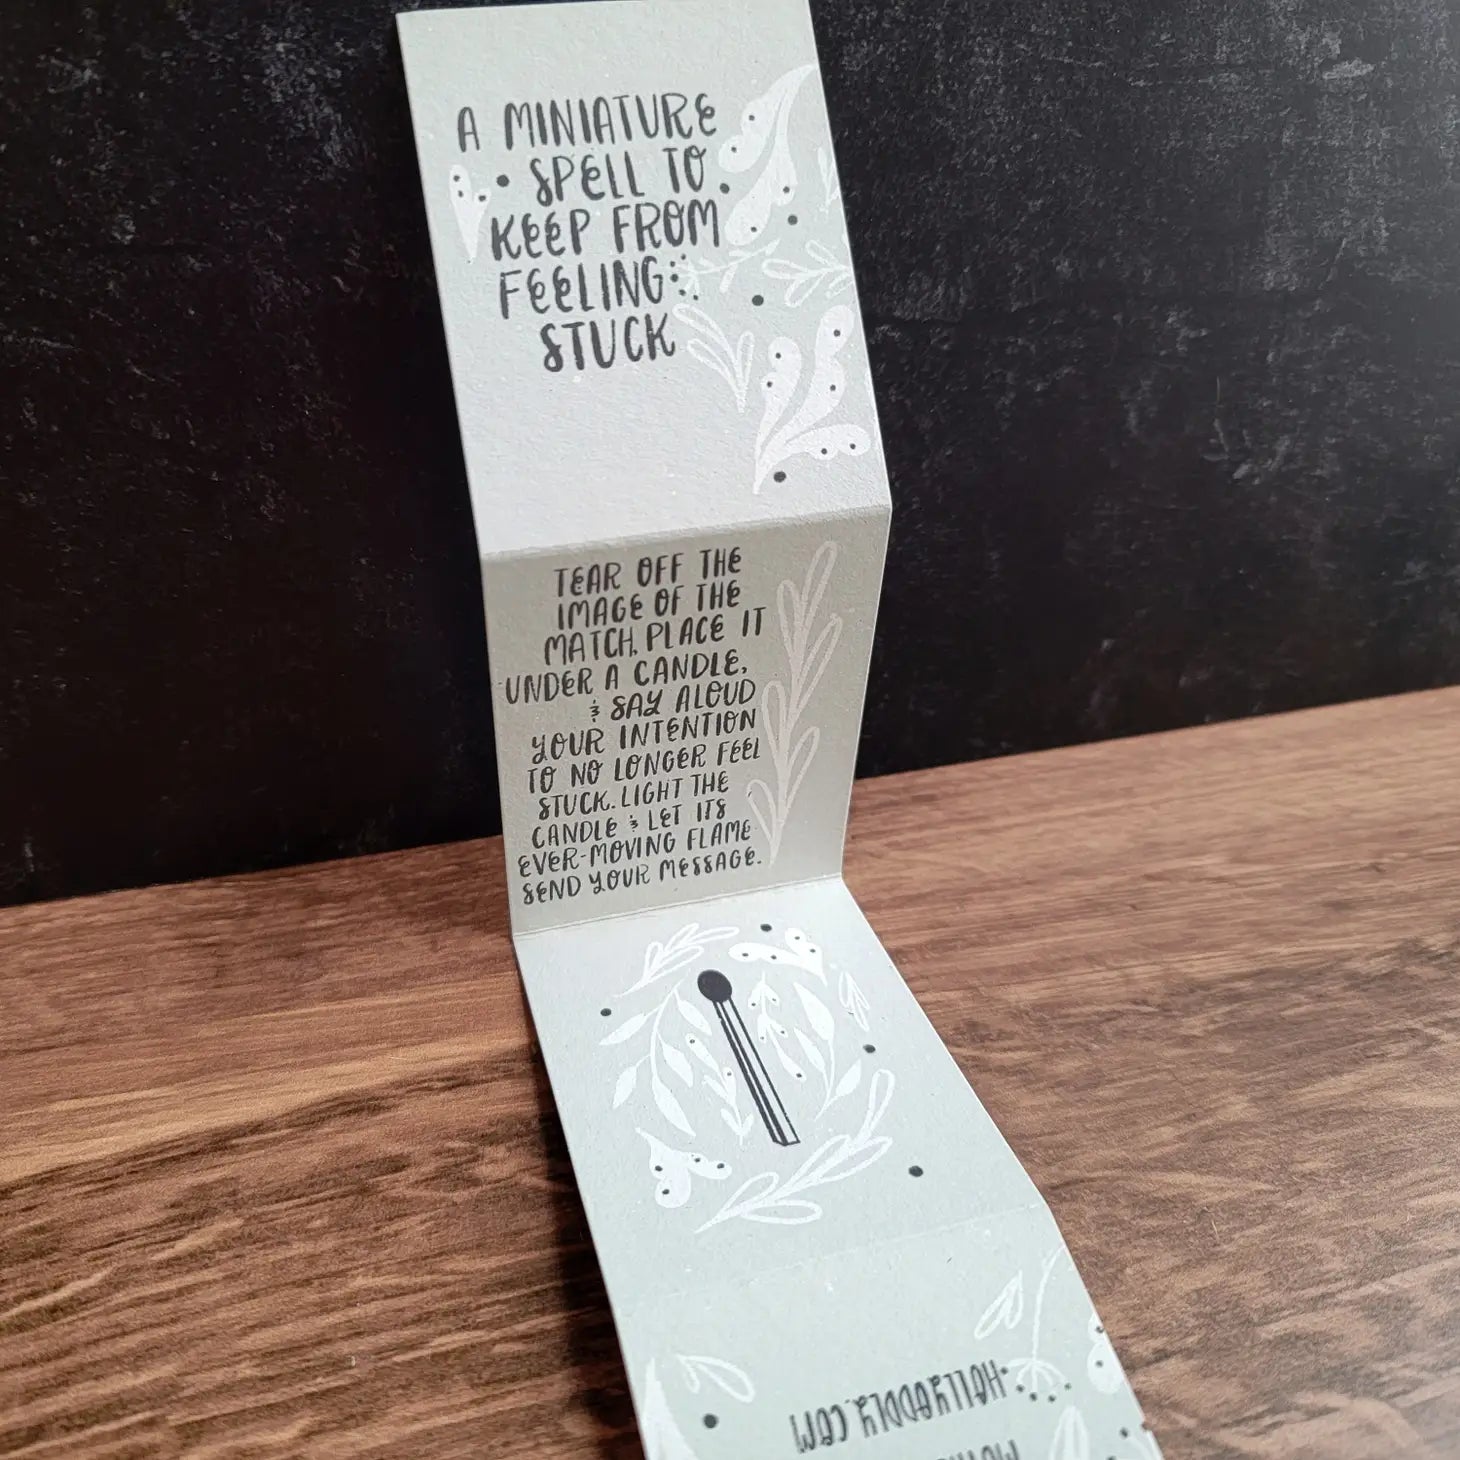 A MINIATURE
SPELL TO
KEEP FROM
FEELING
STUCK
TEAR OFF THE
IMAGE OF THE
MATCH, PLACE IT
UNDER A CANDLE,
& SAY ALOUD
YOUR INTENTION
TO NO LONGER FEEL
STUCK. LIGHT THE
CANDLE & LET ITS
EVER-MOVING FLAME
SEND YOUR MESSAGE.
HOLLYEDDLY.COM